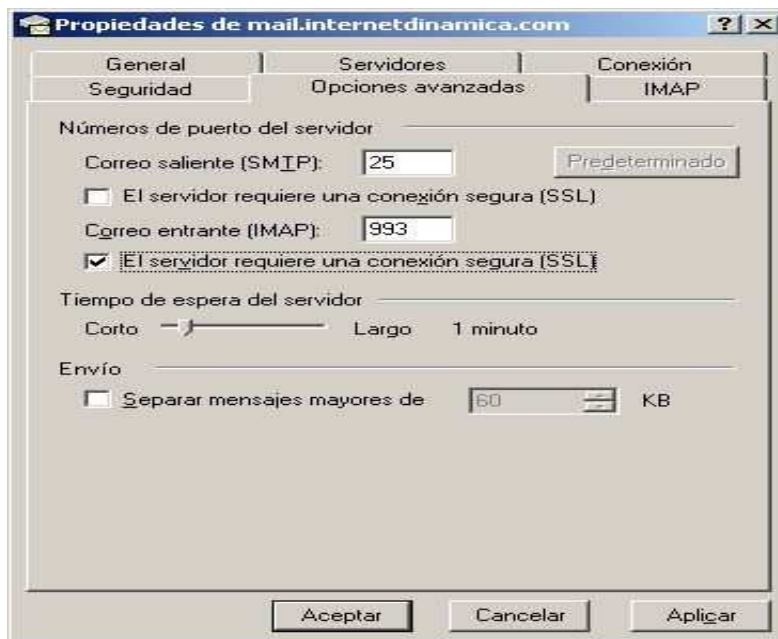 Propiedades de mail.internetdinamica.com
General Servidores Conexión
Seguridad Opciones avanzadas IMAP
Números de puerto del servidor
Correo saliente (SMTP): 25 Predeterminado
El servidor requiere una conexión segura (SSL)
Correo entrante (IMAP): 993
El servidor requiere una conexión segura (SSL)
Tiempo de espera del servidor
Corto Largo 1 minuto
Envío
Separar mensajes mayores de 60 KB
Aceptar Cancelar Aplicar